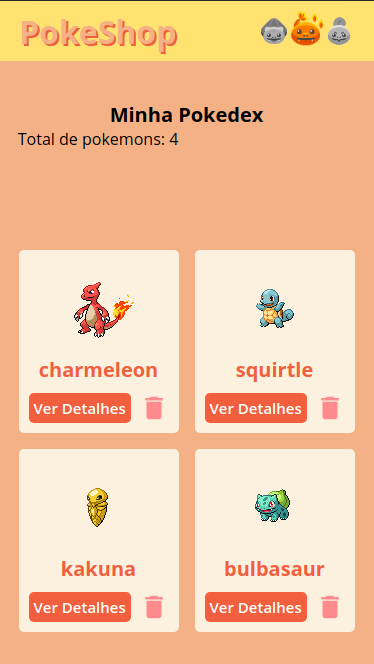 PokeShop
Minha Pokedex
Total de pokemons: 4
charmeleon
squirtle
Ver Detalhes
Ver Detalhes
kakuna
bulbasaur
Ver Detalhes
Ver Detalhes